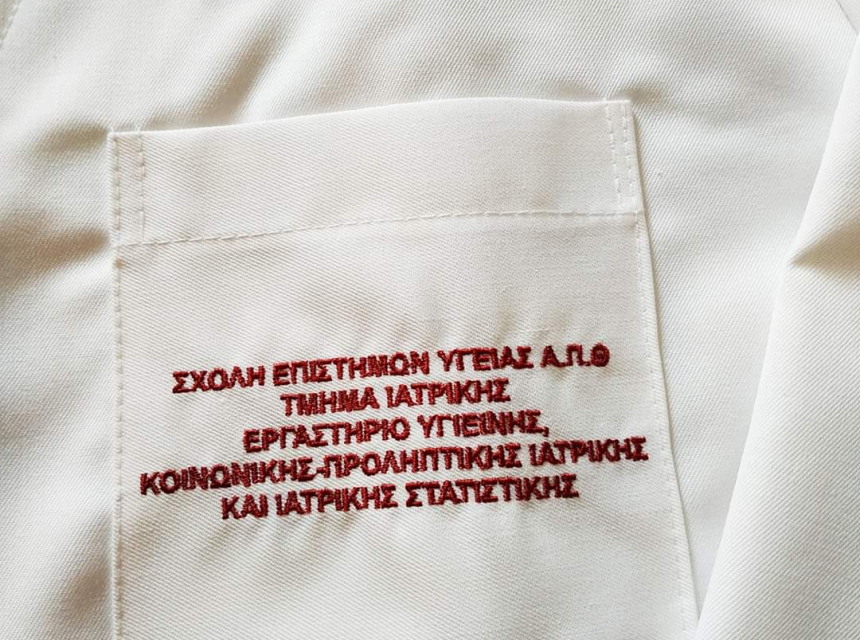 ΣΧΟΛΗ ΕΠΙΣΤΗΜΩΝ ΥΓΕΙΑΣ Α.Π.Θ
ΤΜΗΜΑ ΙΑΤΡΙΚΗΣ
ΕΡΓΑΣΤΗΡΙΟ ΥΓΙΕΙΝΗΣ,
ΚΟΙΝΩΝΙΚΗΣ-ΠΡΟΛΗΠΤΙΚΗΣ ΙΑΤΡΙΚΗΣ
ΚΑΙ ΙΑΤΡΙΚΗΣ ΣΤΑΤΙΣΤΙΚΗΣ